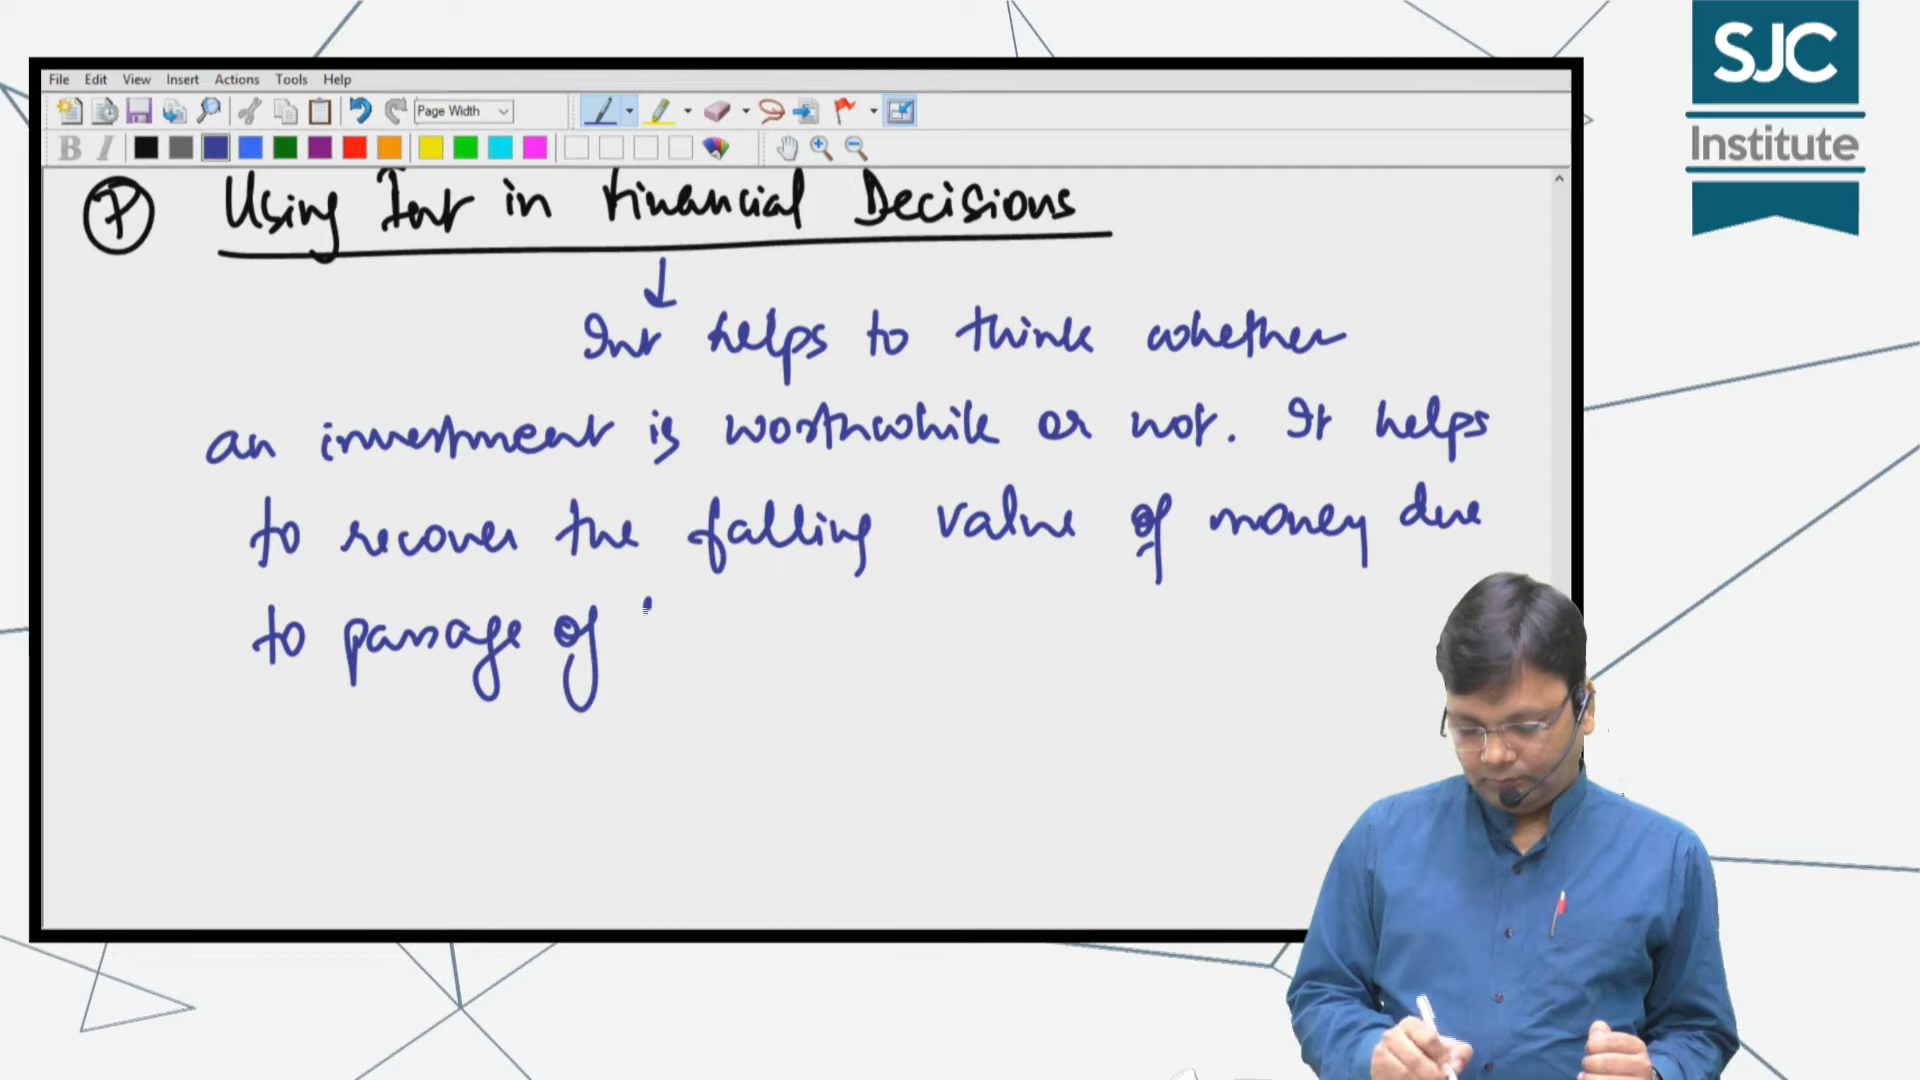 SJC
Institute
File Edit View Insert Actions Tools Help
Page Width
B I
P Using Int in Financial Decisions
Int helps to think whether
an investment is worthwhile or not. It helps
to recover the falling value of money due
to passage of